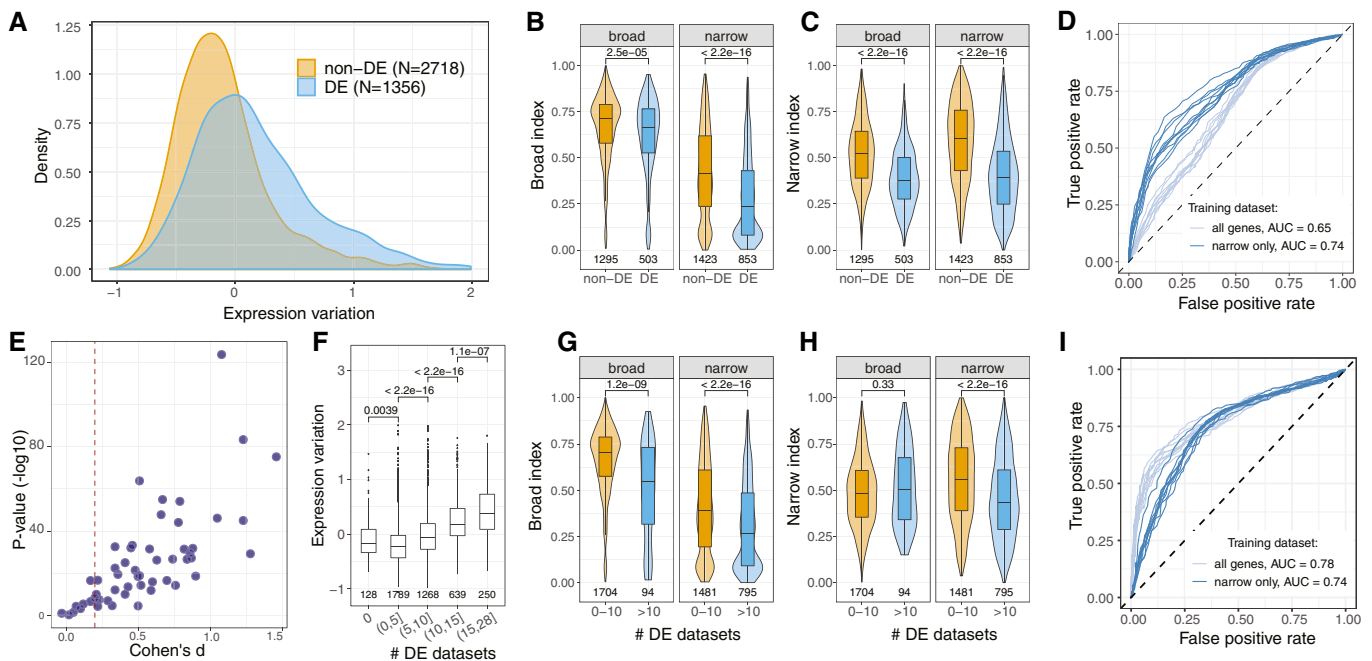 A
1.25
1.00
0.75
0.50
0.25
0.00
Density
non−DE (N=2718)
DE (N=1356)
−1
0
1
2
Expression variation
B
broad
narrow
2.5e−05
< 2.2e−16
1.00
0.75
0.50
0.25
0.00
Broad index
1295
503
1423
853
non−DE
DE
non−DE
DE
C
broad
narrow
< 2.2e−16
< 2.2e−16
1.00
0.75
0.50
0.25
0.00
Narrow index
1295
503
1423
853
non−DE
DE
non−DE
DE
D
1.00
0.75
0.50
0.25
0.00
True positive rate
Training dataset:
all genes, AUC = 0.65
narrow only, AUC = 0.74
0.00
0.25
0.50
0.75
1.00
False positive rate
E
120
80
40
0
P-value (-log10)
0.0
0.5
1.0
1.5
Cohen's d
F
1.1e−07
< 2.2e−16
< 2.2e−16
0.0039
3
2
1
0
−1
Expression variation
128
1789
1268
639
250
0
(0,5]
(5,10]
(10,15]
(15,28]
# DE datasets
G
broad
narrow
1.2e−09
< 2.2e−16
1.00
0.75
0.50
0.25
0.00
Broad index
1704
94
1481
795
0−10
>10
0−10
>10
# DE datasets
H
broad
narrow
0.33
< 2.2e−16
1.00
0.75
0.50
0.25
0.00
Narrow index
1704
94
1481
795
0−10
>10
0−10
>10
# DE datasets
I
1.00
0.75
0.50
0.25
0.00
True positive rate
Training dataset:
all genes, AUC = 0.78
narrow only, AUC = 0.74
0.00
0.25
0.50
0.75
1.00
False positive rate